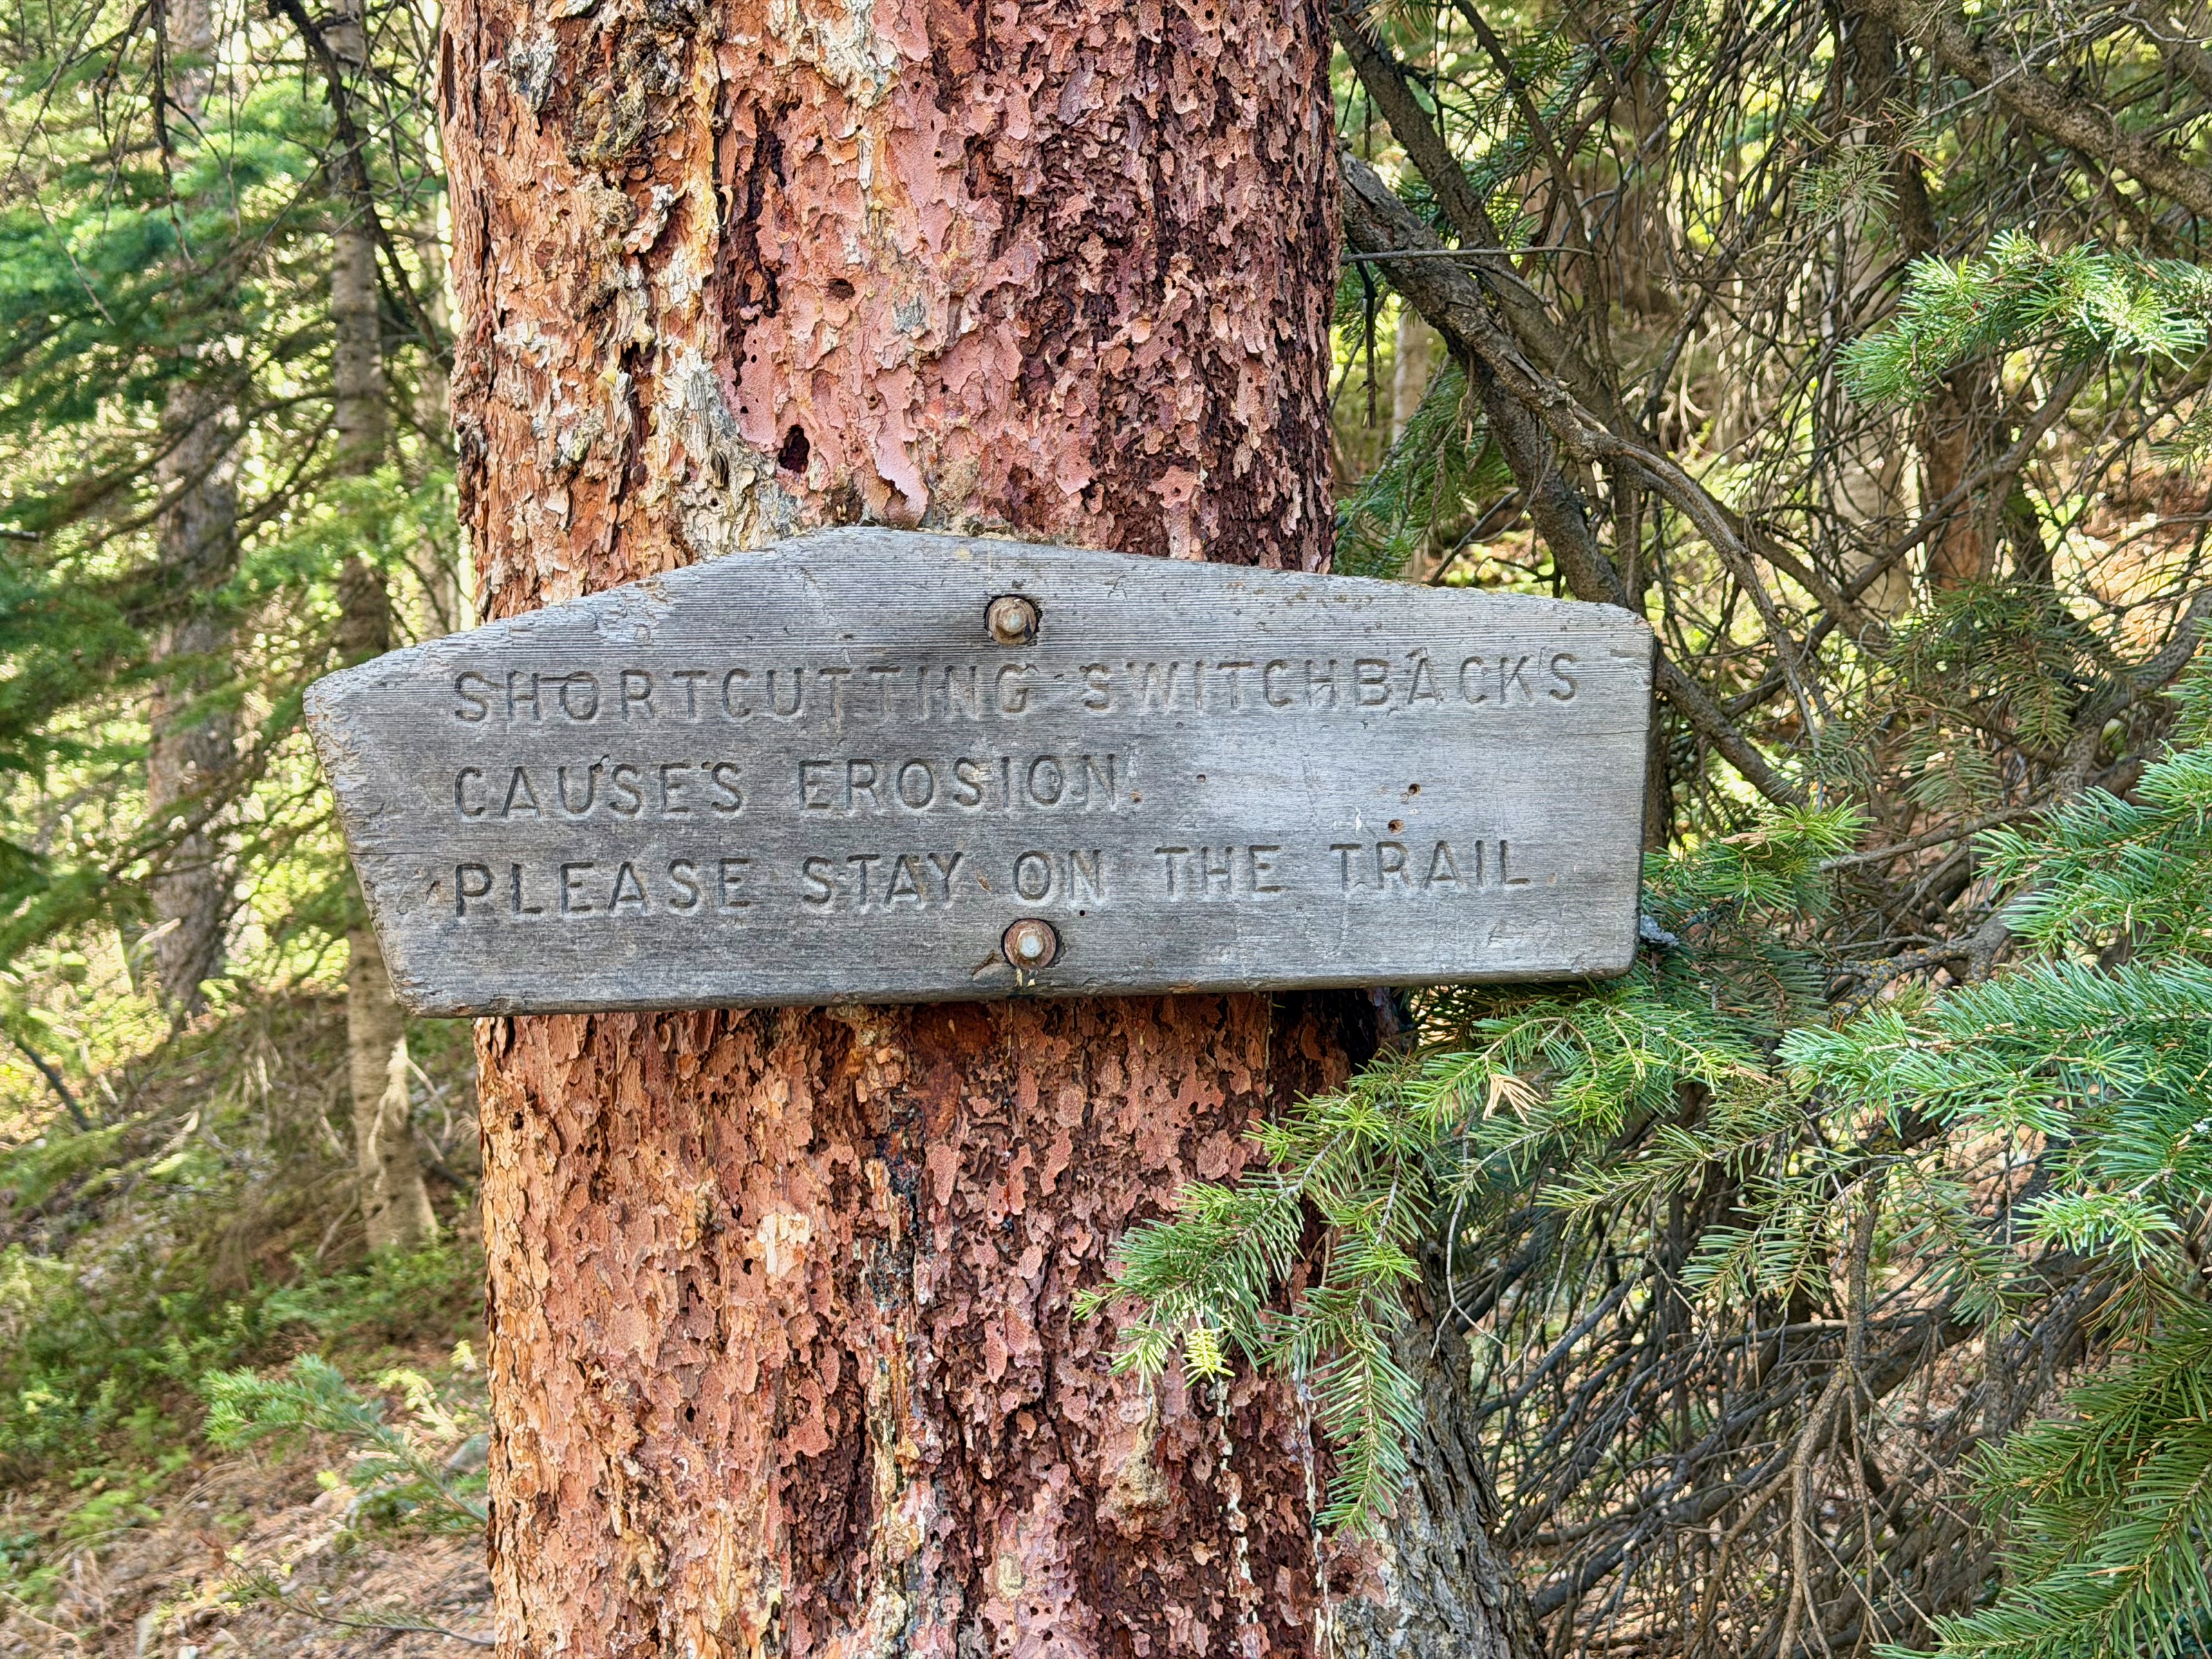 SHORTCUTTING SWITCHBACKS
CAUSES EROSION.
PLEASE STAY ON THE TRAIL.